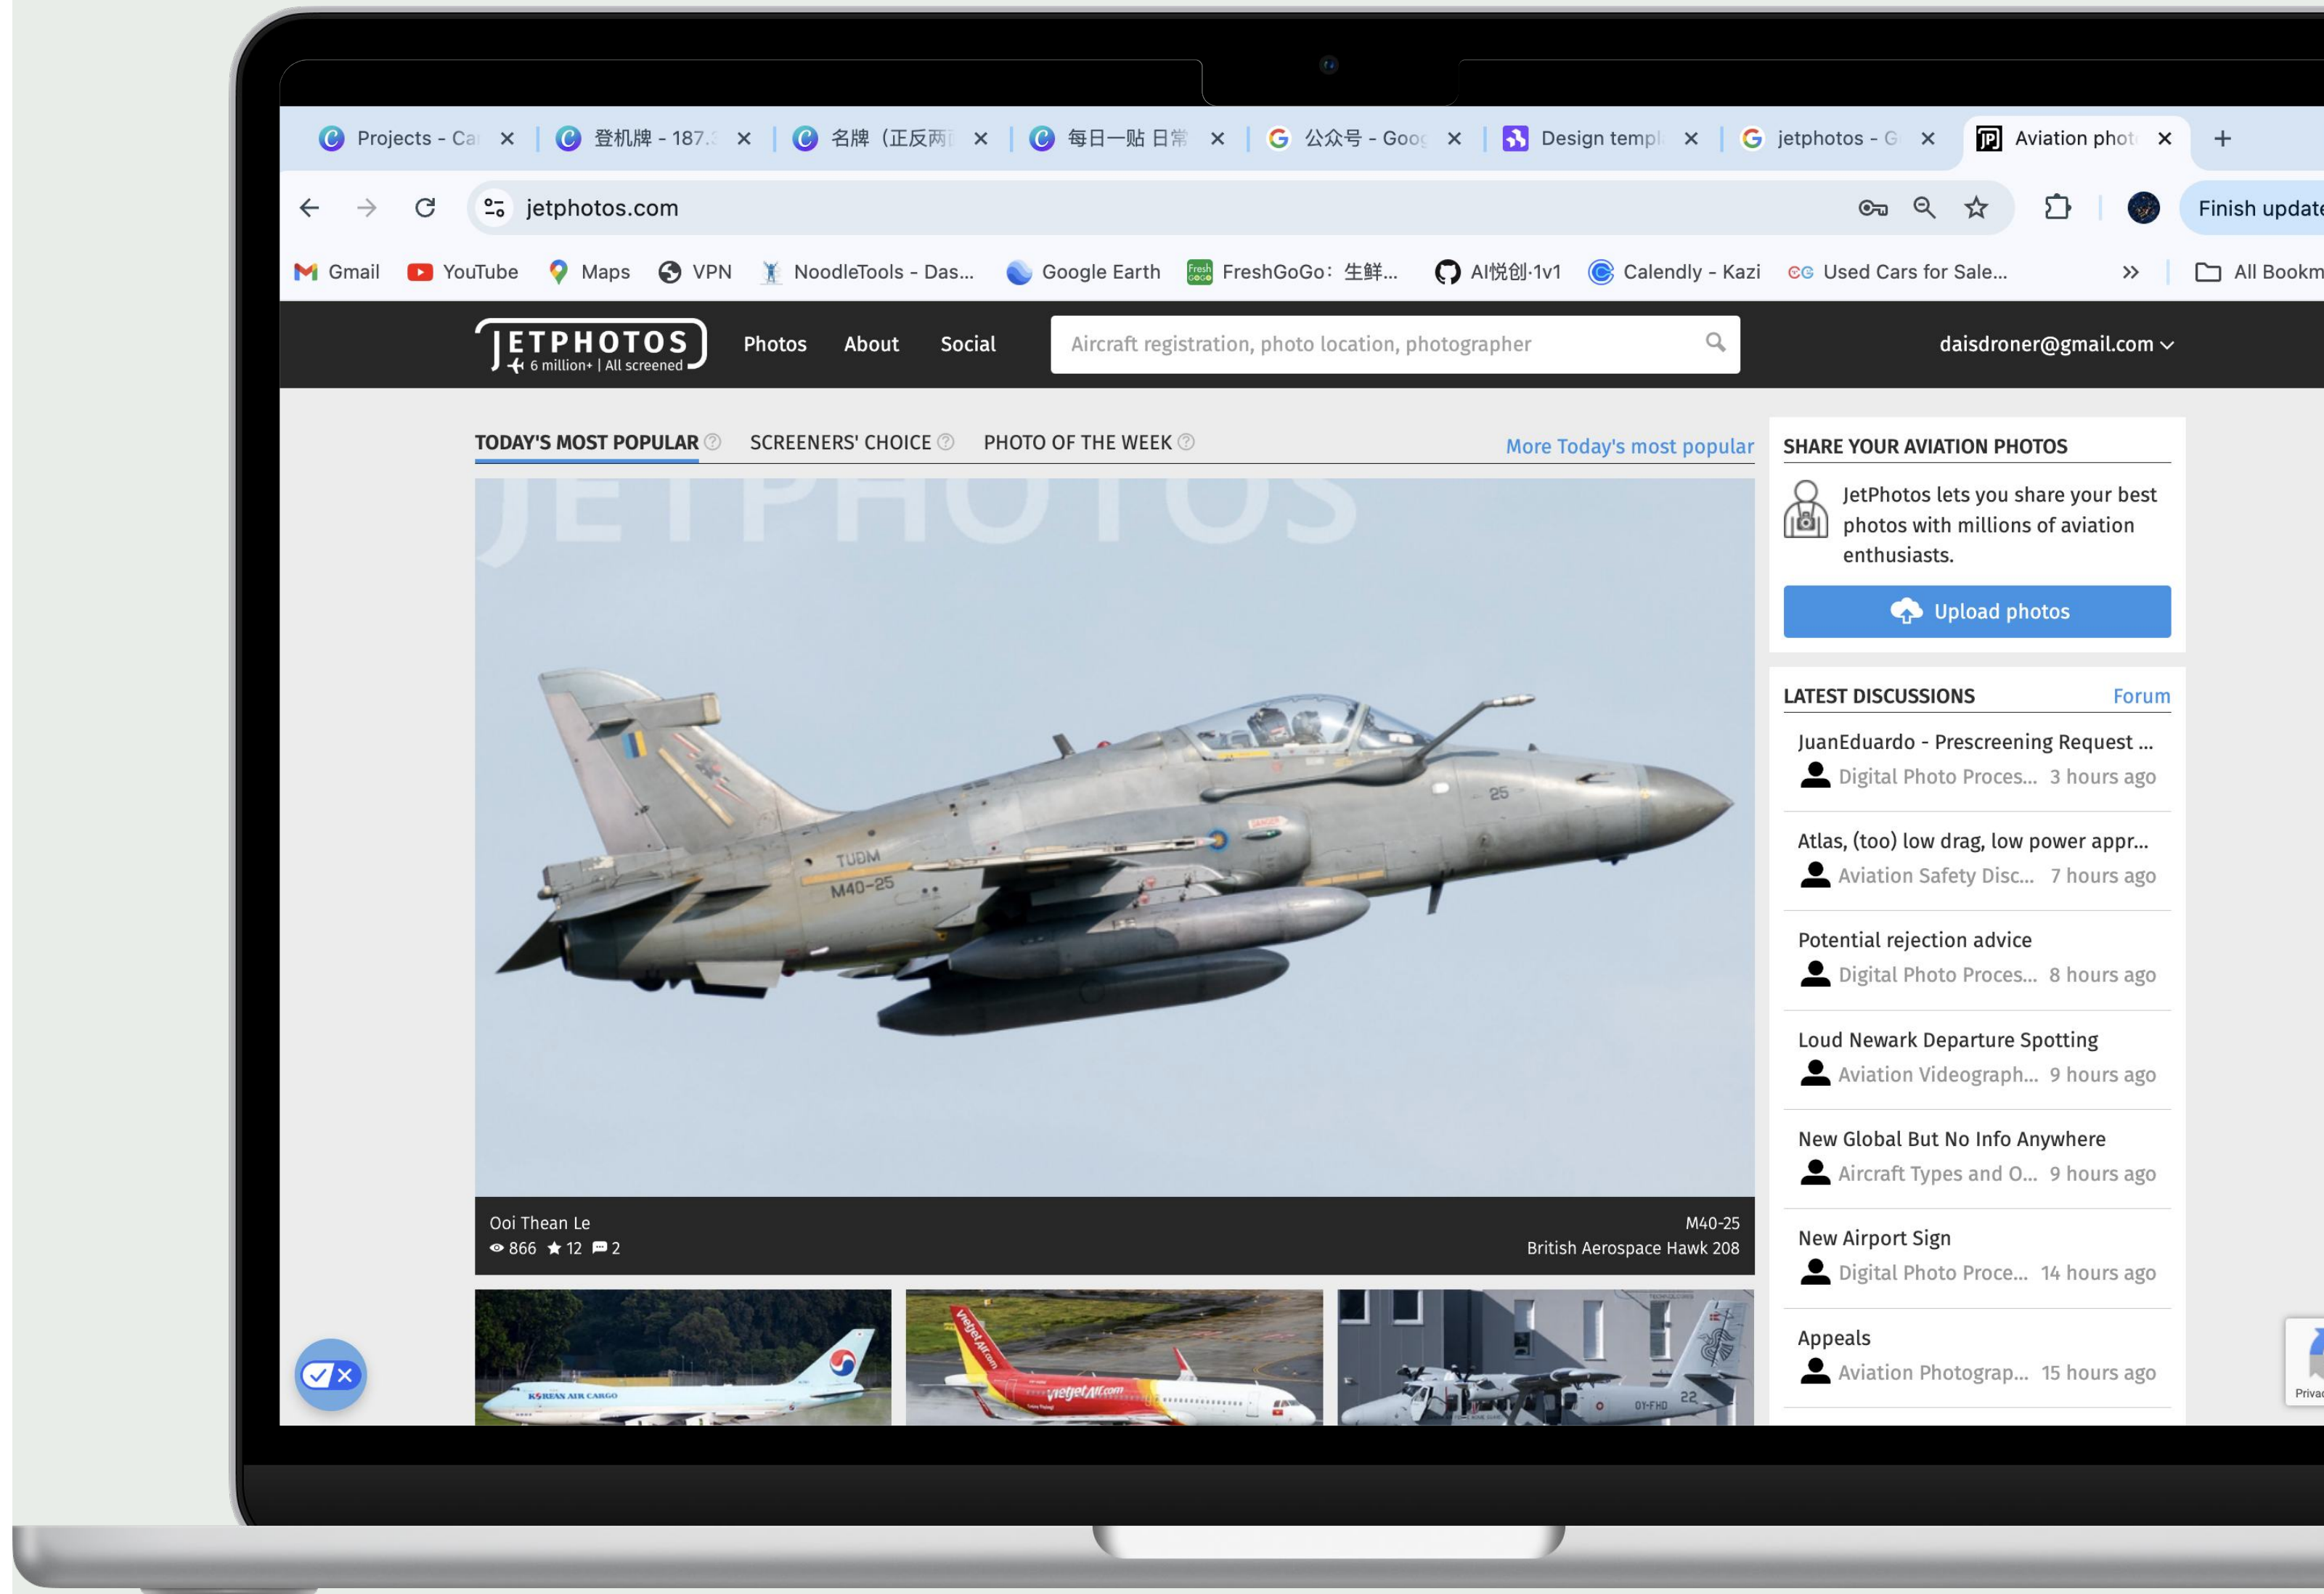 Projects - Ca
登机牌 - 187.
名牌（正反两
每日一贴 日常
公众号 - Goog
Design templ
jetphotos - G
Aviation phot
jetphotos.com
Finish update
Gmail
YouTube
Maps
VPN
NoodleTools - Das...
Google Earth
FreshGoGo：生鲜...
AI悦创·1v1
Calendly - Kazi
Used Cars for Sale...
All Bookm
JETPHOTOS
6 million+ | All screened
Photos
About
Social
Aircraft registration, photo location, photographer
daisdroner@gmail.com
TODAY'S MOST POPULAR
SCREENERS' CHOICE
PHOTO OF THE WEEK
More Today's most popular
JETPHOTOS
25
DANGER
TUDM
M40-25
Ooi Thean Le
866 12 2
M40-25
British Aerospace Hawk 208
KOREAN AIR CARGO
vietjetAir.com
vietjetAir.com
OY-FHD 22
SHARE YOUR AVIATION PHOTOS
JetPhotos lets you share your best
photos with millions of aviation
enthusiasts.
Upload photos
LATEST DISCUSSIONS
Forum
JuanEduardo - Prescreening Request ...
Digital Photo Proces... 3 hours ago
Atlas, (too) low drag, low power appr...
Aviation Safety Disc... 7 hours ago
Potential rejection advice
Digital Photo Proces... 8 hours ago
Loud Newark Departure Spotting
Aviation Videograph... 9 hours ago
New Global But No Info Anywhere
Aircraft Types and O... 9 hours ago
New Airport Sign
Digital Photo Proce... 14 hours ago
Appeals
Aviation Photograp... 15 hours ago
Priva